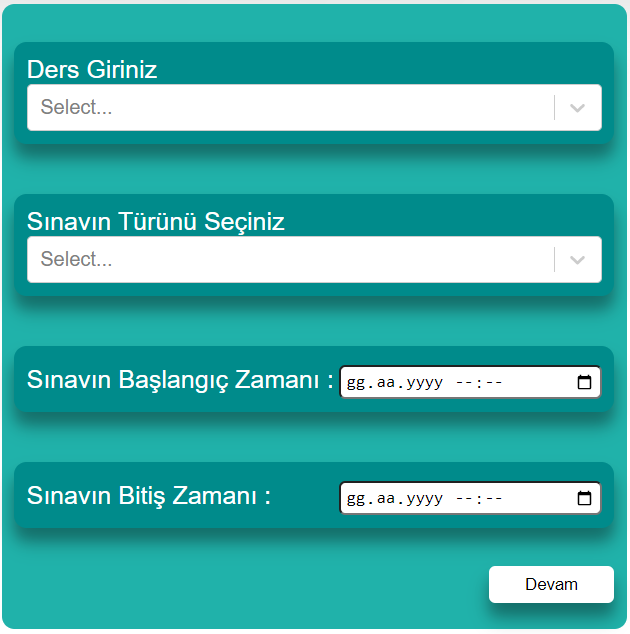 Ders Giriniz
Select...
Sınavın Türünü Seçiniz
Select...
Sınavın Başlangıç Zamanı : gg.aa.yyyy --:--
Sınavın Bitiş Zamanı : gg.aa.yyyy --:--
Devam